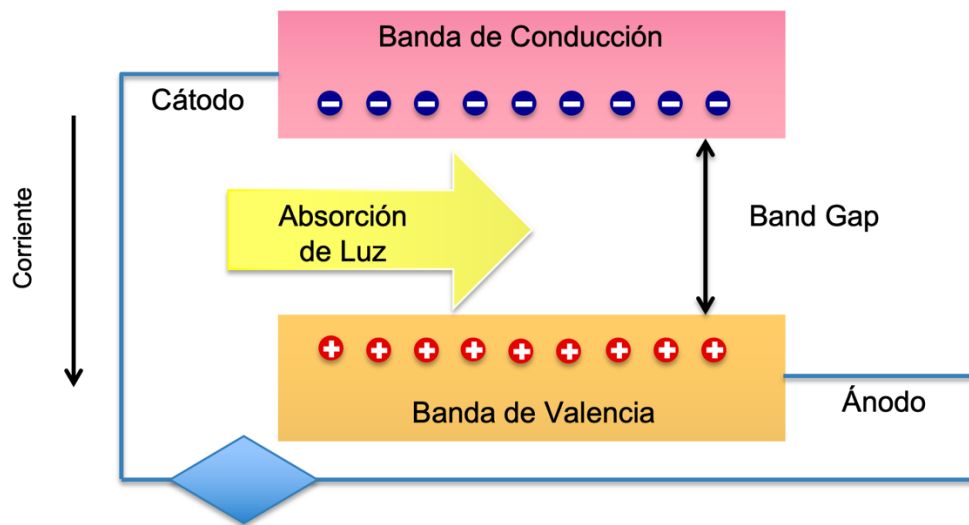 Banda de Conducción
Cátodo
Corriente
Absorción
de Luz
Band Gap
Banda de Valencia
Ánodo